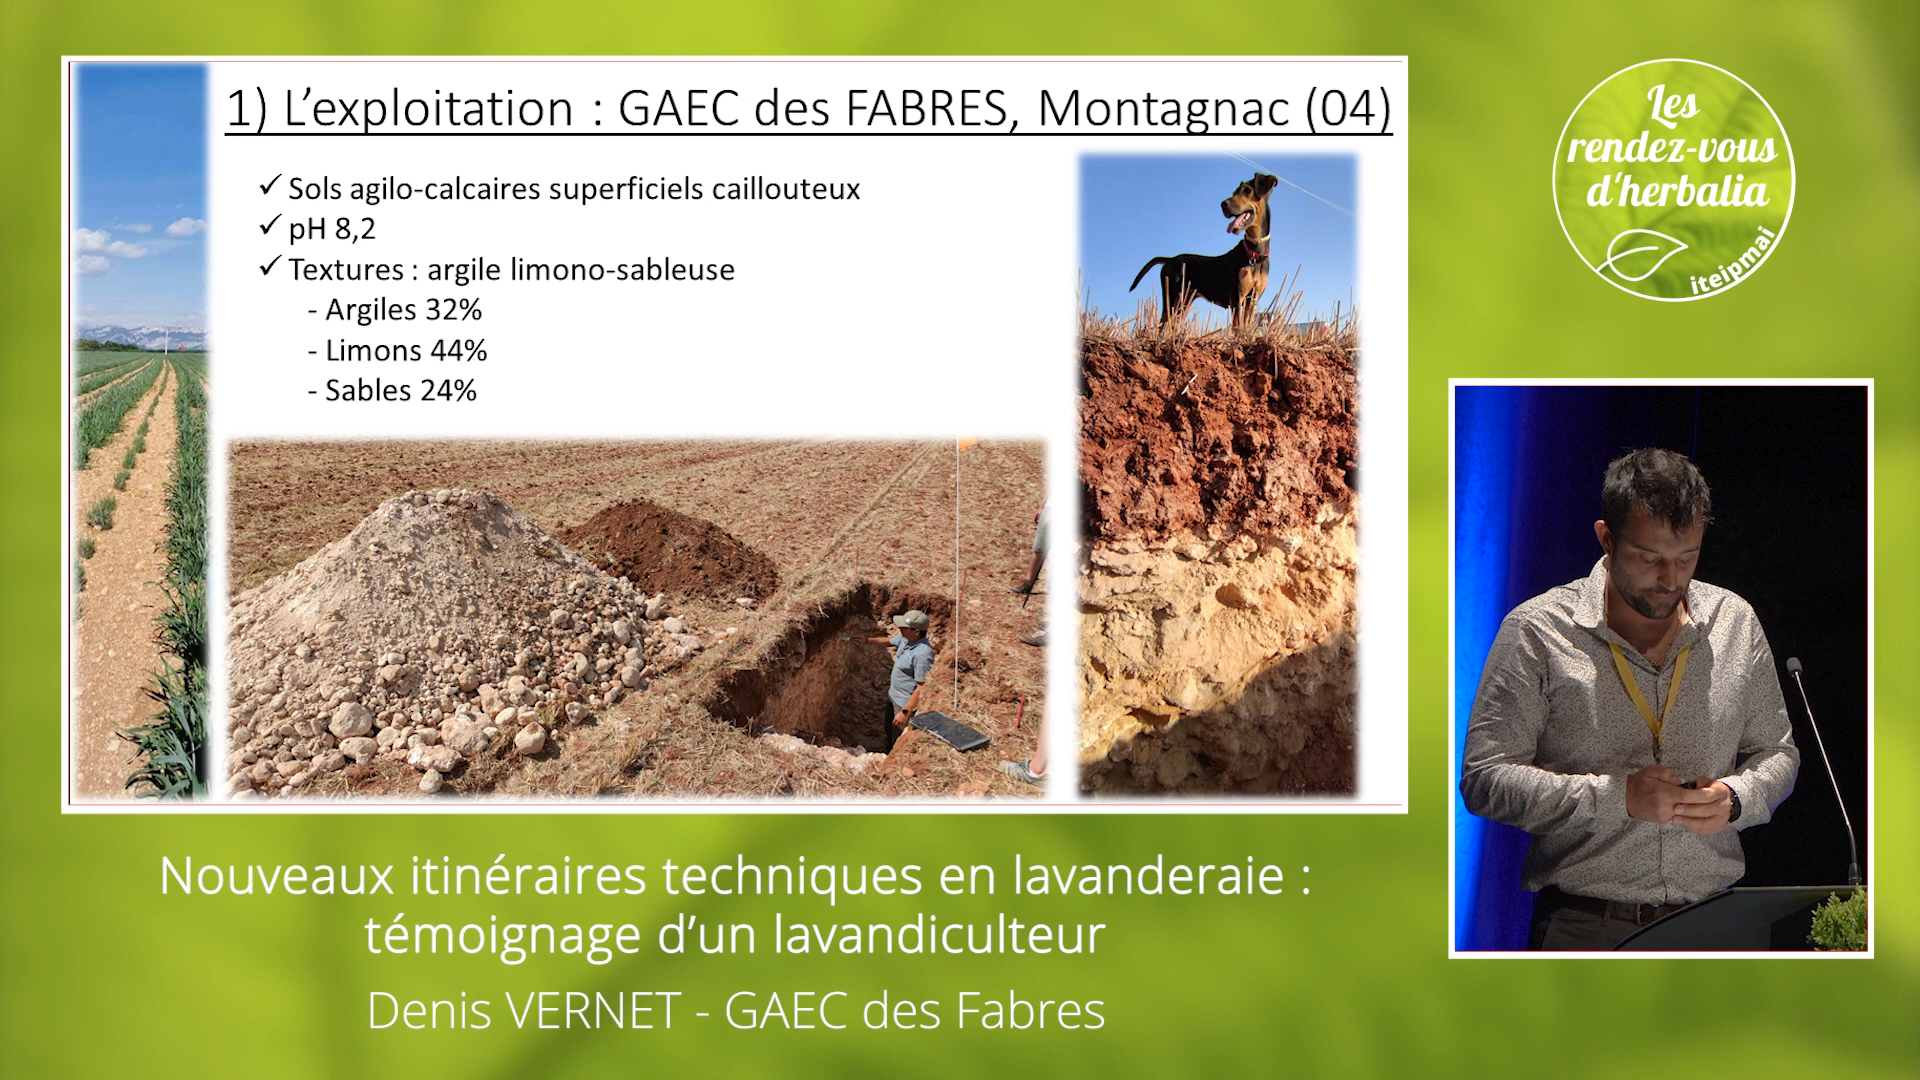 1) L’exploitation : GAEC des FABRES, Montagnac (04)
✓ Sols agilo-calcaires superficiels caillouteux
✓ pH 8,2
✓ Textures : argile limono-sableuse
- Argiles 32%
- Limons 44%
- Sables 24%
Les
rendez-vous
d'herbalia
iteipmai
Nouveaux itinéraires techniques en lavanderaie :
témoignage d’un lavandiculteur
Denis VERNET - GAEC des Fabres